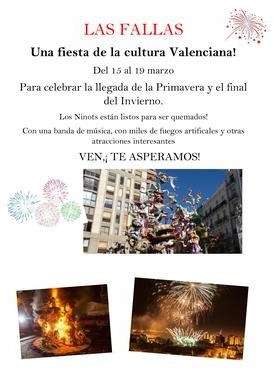 LAS FALLAS
Una fiesta de la cultura Valenciana!
Del 15 al 19 marzo
Para celebrar la llegada de la Primavera y el final
del Invierno.
Los Ninots están listos para ser quemados!
Con una banda de música, con miles de fuegos artificales y otras
atracciones interesantes
VEN,¡ TE ASPERAMOS!